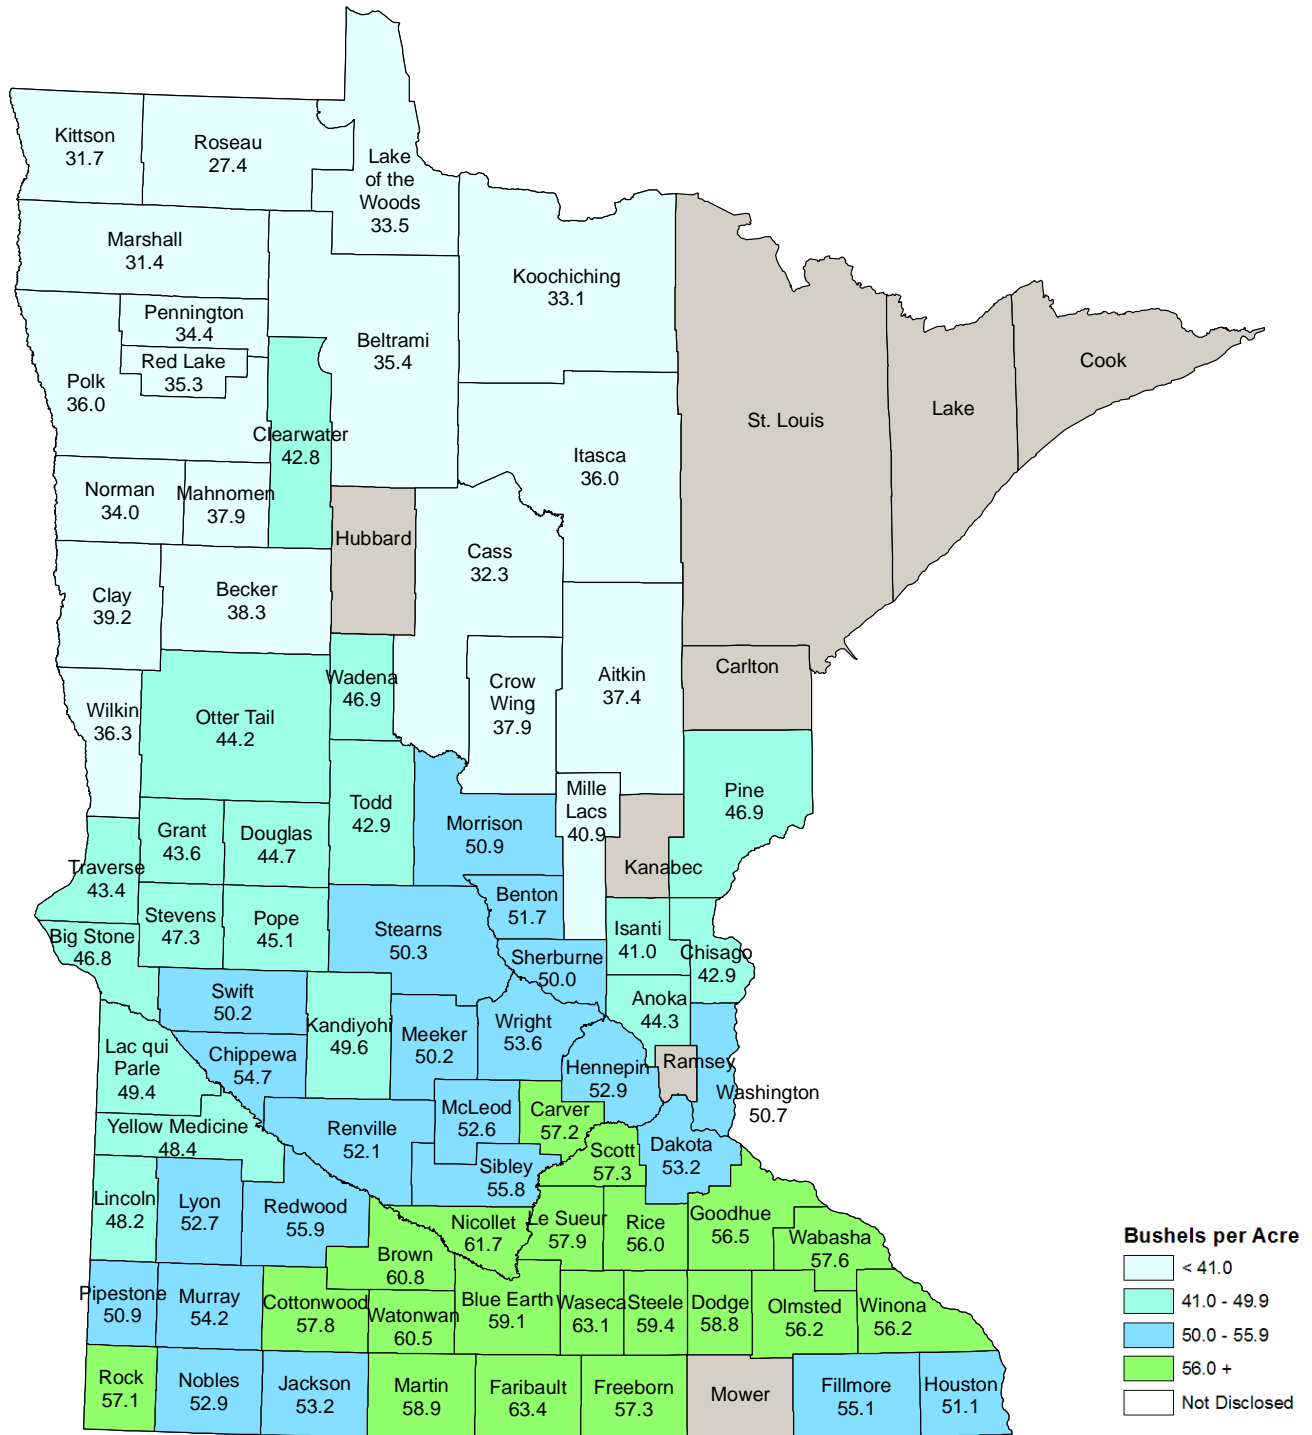 Kittson
31.7
Roseau
27.4
Lake
of the
Woods
33.5
Marshall
31.4
Koochiching
33.1
Pennington
34.4
Beltrami
35.4
Red Lake
35.3
Polk
36.0
Cook
Lake
St. Louis
Clearwater
42.8
Itasca
36.0
Norman
34.0
Mahnomen
37.9
Hubbard
Cass
32.3
Clay
39.2
Becker
38.3
Wadena
46.9
Crow
Wing
37.9
Aitkin
37.4
Carlton
Wilkin
36.3
Otter Tail
44.2
Todd
42.9
Mille
Lacs
40.9
Pine
46.9
Grant
43.6
Douglas
44.7
Morrison
50.9
Traverse
43.4
Kanabec
Stevens
47.3
Pope
45.1
Benton
51.7
Stearns
50.3
Isanti
41.0
Big Stone
46.8
Sherburne
50.0
Chisago
42.9
Swift
50.2
Kandiyohi
49.6
Anoka
44.3
Wright
53.6
Meeker
50.2
Lac qui
Parle
49.4
Chippewa
54.7
Hennepin
52.9
Ramsey
Washington
50.7
McLeod
52.6
Carver
57.2
Yellow Medicine
48.4
Renville
52.1
Dakota
53.2
Scott
57.3
Sibley
55.8
Lincoln
48.2
Lyon
52.7
Redwood
55.9
Nicollet
61.7
Le Sueur
57.9
Rice
56.0
Goodhue
56.5
Wabasha
57.6
Brown
60.8
Pipestone
50.9
Murray
54.2
Cottonwood
57.8
Watonwan
60.5
Blue Earth
59.1
Waseca
63.1
Steele
59.4
Dodge
58.8
Olmsted
56.2
Winona
56.2
Rock
57.1
Nobles
52.9
Jackson
53.2
Martin
58.9
Faribault
63.4
Freeborn
57.3
Mower
Fillmore
55.1
Houston
51.1
Bushels per Acre
< 41.0
41.0 - 49.9
50.0 - 55.9
56.0 +
Not Disclosed